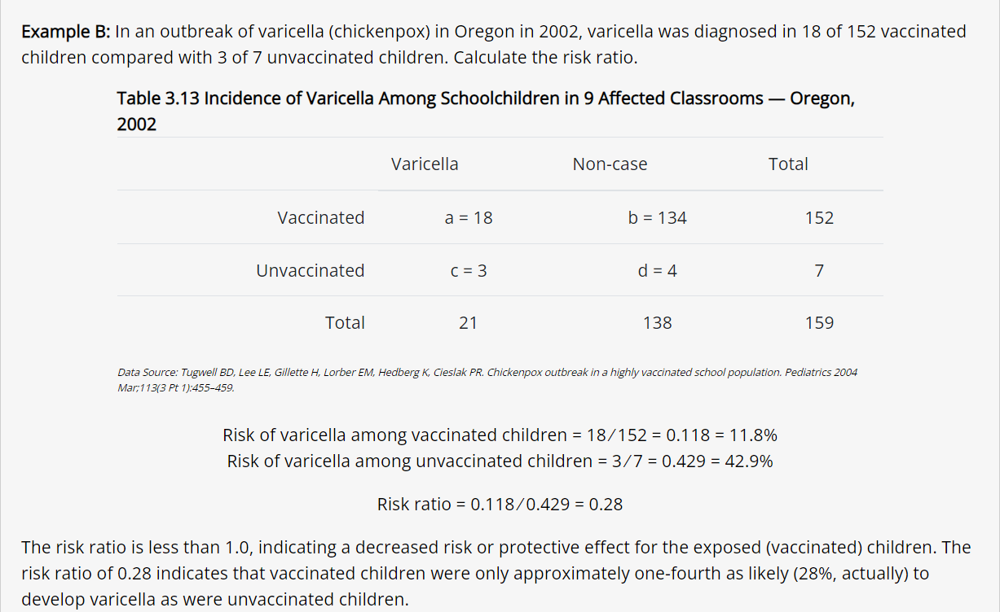 Example B: In an outbreak of varicella (chickenpox) in Oregon in 2002, varicella was diagnosed in 18 of 152 vaccinated
children compared with 3 of 7 unvaccinated children. Calculate the risk ratio.
Table 3.13 Incidence of Varicella Among Schoolchildren in 9 Affected Classrooms — Oregon,
2002
Varicella Non-case Total
Vaccinated a = 18 b = 134 152
Unvaccinated c = 3 d = 4 7
Total 21 138 159
Data Source: Tugwell BD, Lee LE, Gillette H, Lorber EM, Hedberg K, Cieslak PR. Chickenpox outbreak in a highly vaccinated school population. Pediatrics 2004
Mar;113(3 Pt 1):455–459.
Risk of varicella among vaccinated children = 18 ⁄ 152 = 0.118 = 11.8%
Risk of varicella among unvaccinated children = 3 ⁄ 7 = 0.429 = 42.9%
Risk ratio = 0.118 ⁄ 0.429 = 0.28
The risk ratio is less than 1.0, indicating a decreased risk or protective effect for the exposed (vaccinated) children. The
risk ratio of 0.28 indicates that vaccinated children were only approximately one-fourth as likely (28%, actually) to
develop varicella as were unvaccinated children.